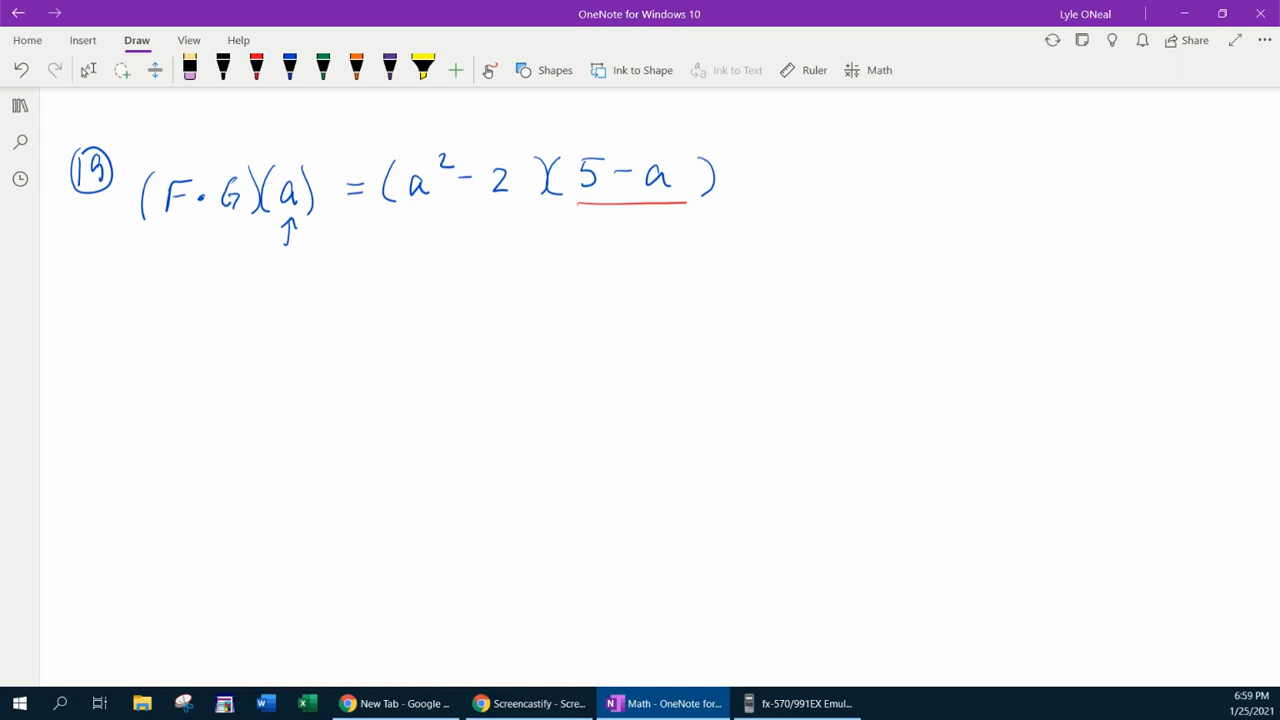 OneNote for Windows 10
Lyle ONeal
Home Insert Draw View Help
Share
Shapes Ink to Shape Ink to Text Ruler Math
19 (F·G)(a) = (a²-2)(5-a)
↑
New Tab - Google ...
Screencastify - Scre...
Math - OneNote for...
fx-570/991EX Emul...
6:59 PM
1/25/2021